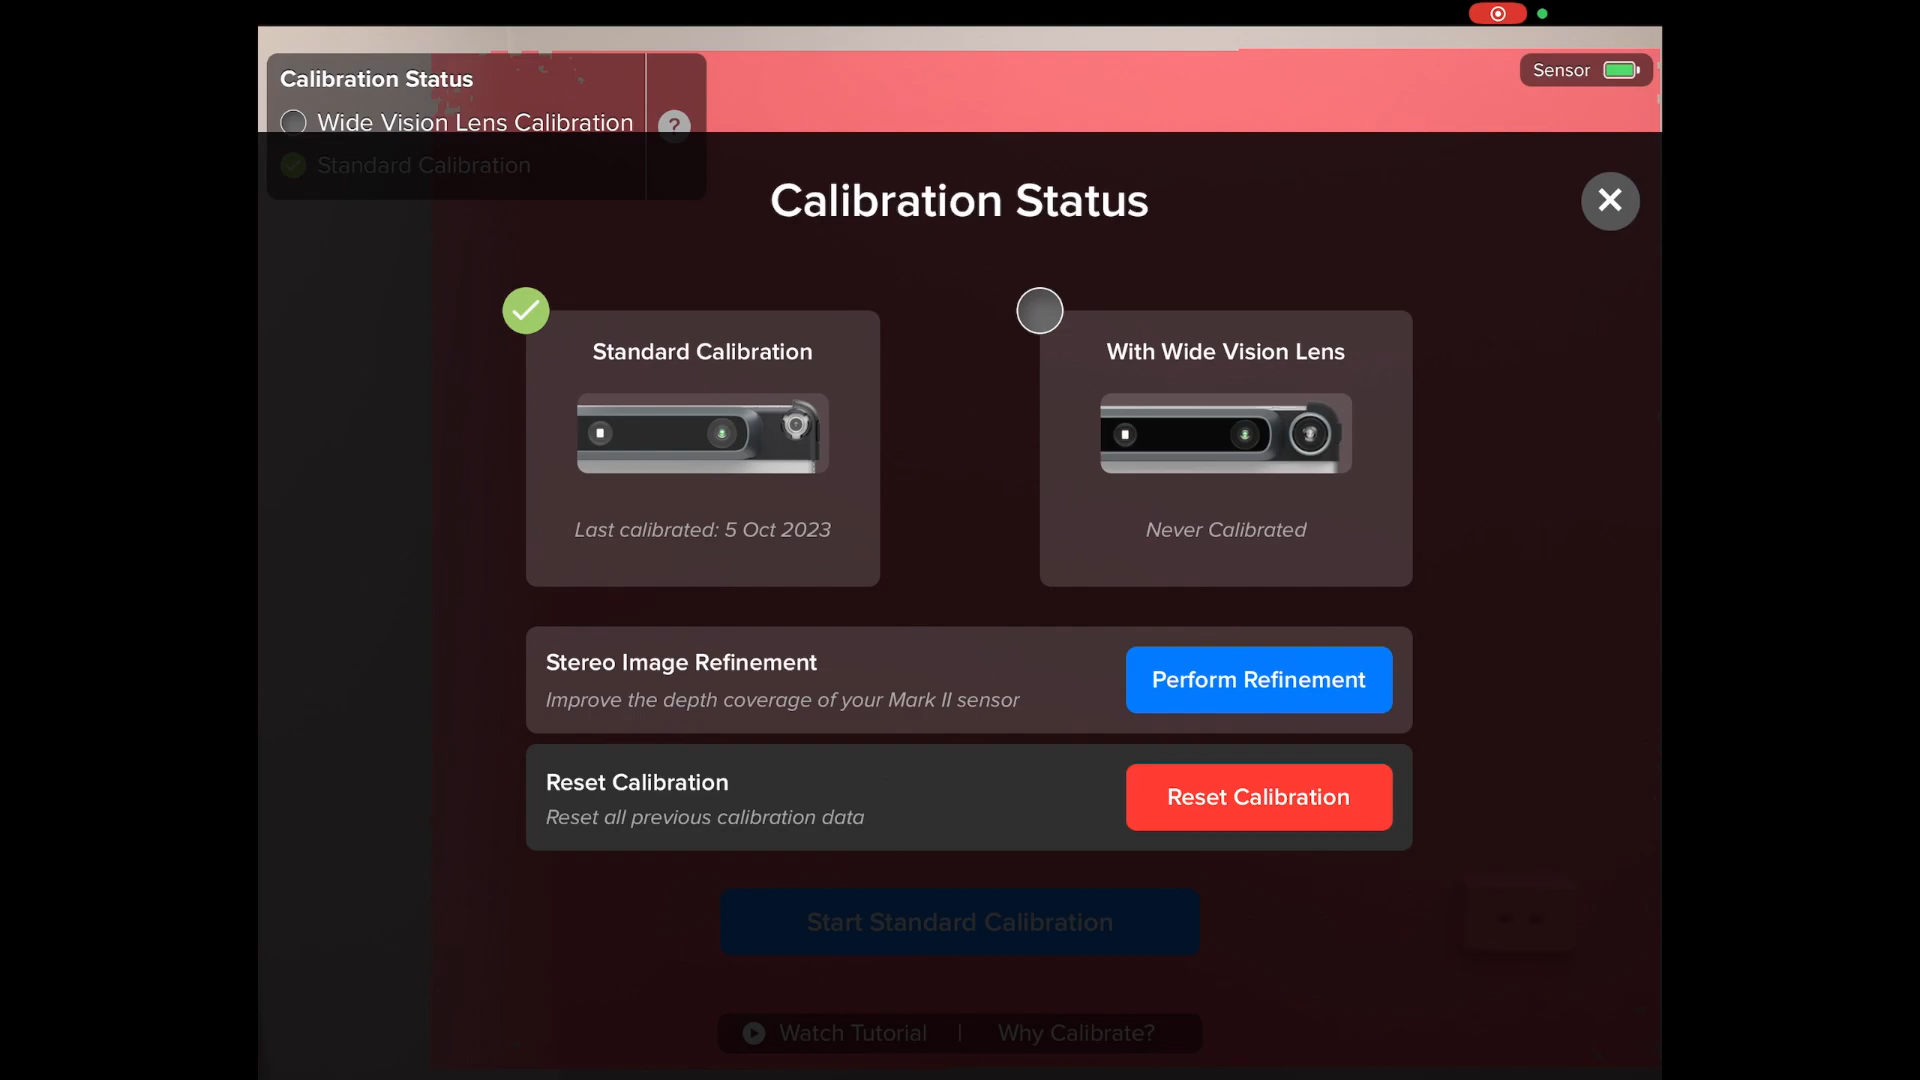 Calibration Status
Wide Vision Lens Calibration
?
Standard Calibration
Sensor
Calibration Status
Standard Calibration
Last calibrated: 5 Oct 2023
With Wide Vision Lens
Never Calibrated
Stereo Image Refinement
Improve the depth coverage of your Mark II sensor
Perform Refinement
Reset Calibration
Reset all previous calibration data
Reset Calibration
Start Standard Calibration
Watch Tutorial | Why Calibrate?